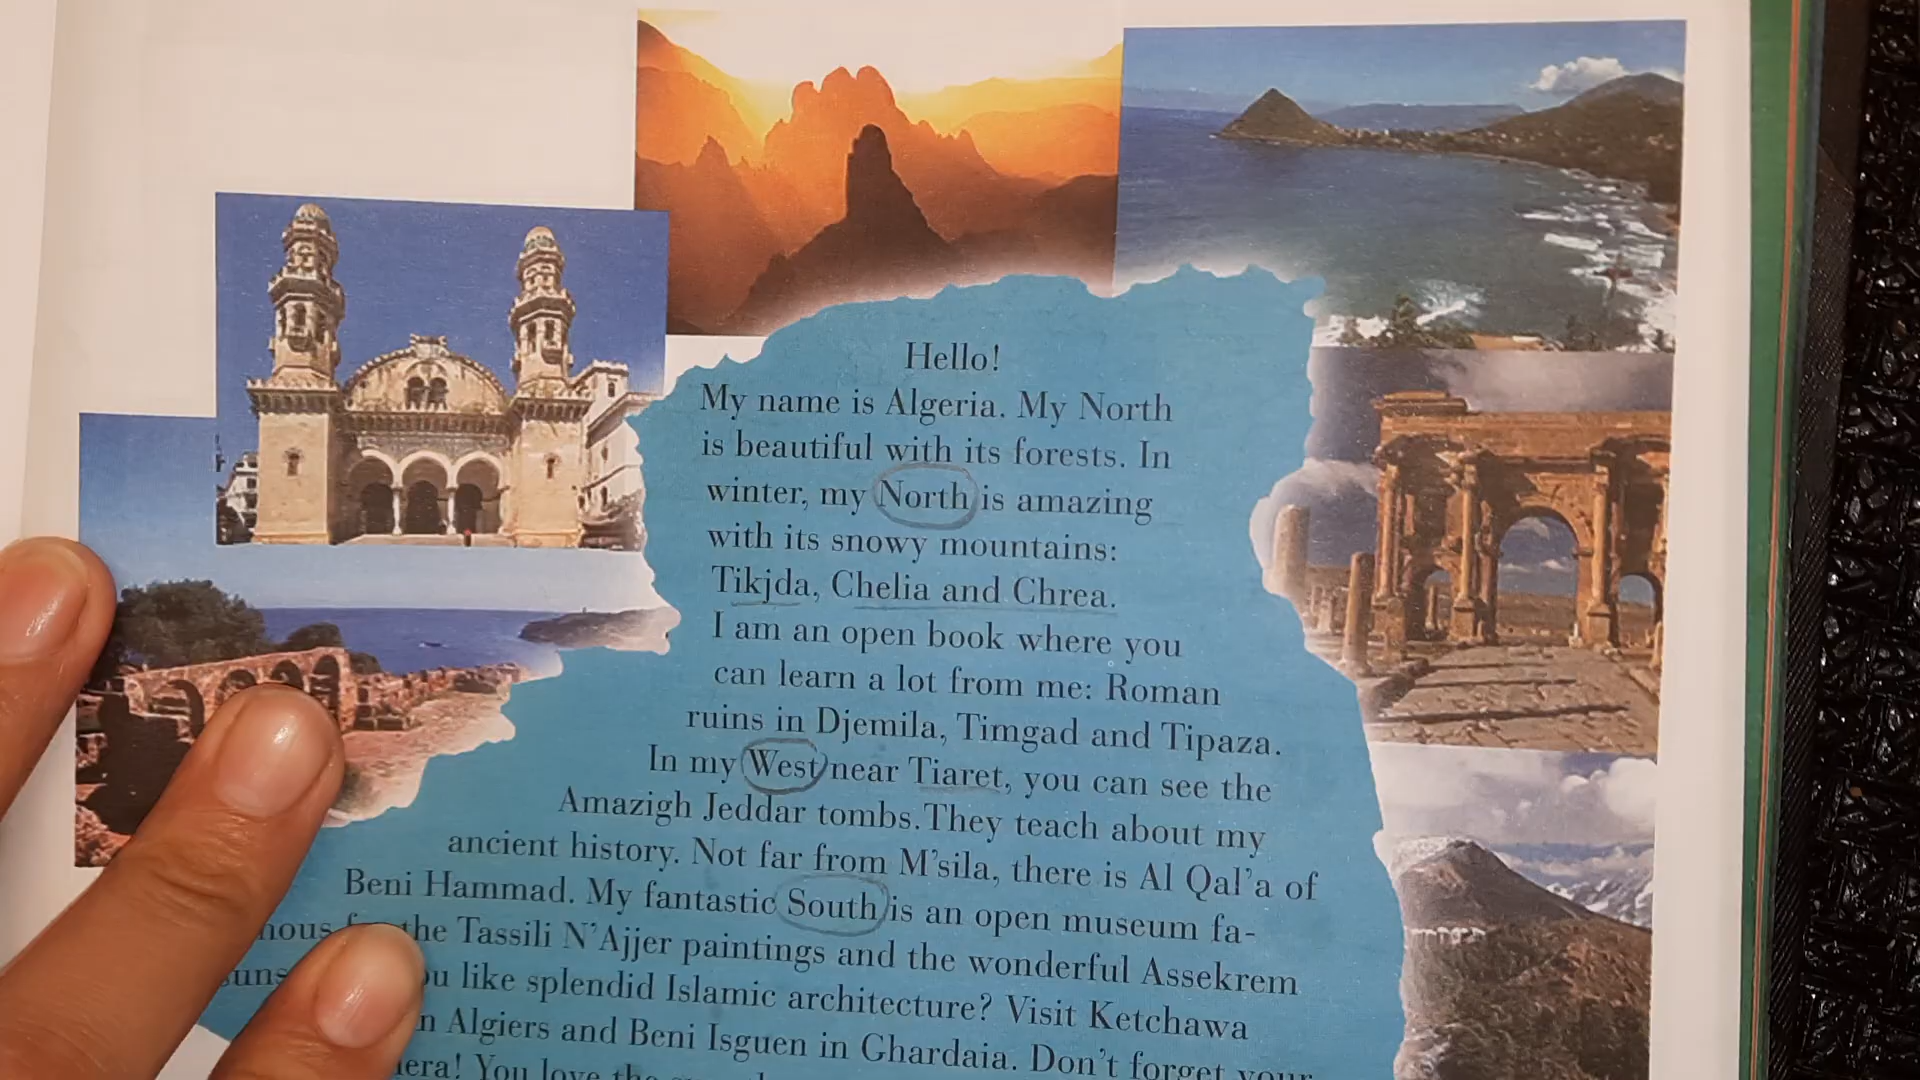 Hello!
My name is Algeria. My North
is beautiful with its forests. In
winter, my North is amazing
with its snowy mountains:
Tikjda, Chelia and Chrea.
I am an open book where you
can learn a lot from me: Roman
ruins in Djemila, Timgad and Tipaza.
In my West near Tiaret, you can see the
Amazigh Jeddar tombs.They teach about my
ancient history. Not far from M'sila, there is Al Qal'a of
Beni Hammad. My fantastic South is an open museum fa-
the Tassili N'Ajjer paintings and the wonderful Assekrem
like splendid Islamic architecture? Visit Ketchawa
Algiers and Beni Isguen in Ghardaia. Don't forget your
You love the